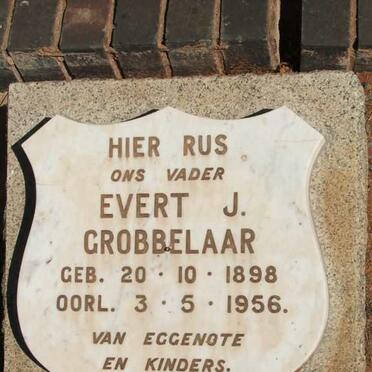 HIER RUS
ONS VADER
EVERT J.
GROBBELAAR
GEB. 20 · 10 · 1898
OORL. 3 · 5 · 1956.
VAN EGGENOTE
EN KINDERS.